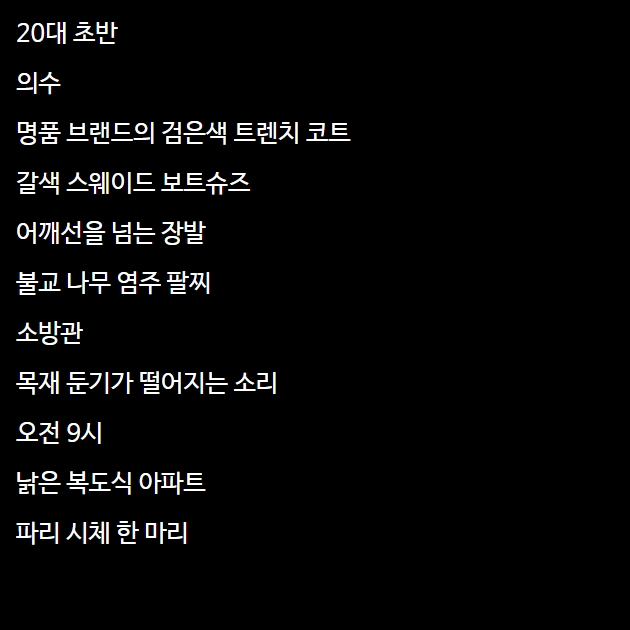 20대 초반
의수
명품 브랜드의 검은색 트렌치 코트
갈색 스웨이드 보트슈즈
어깨선을 넘는 장발
불교 나무 염주 팔찌
소방관
목재 둔기가 떨어지는 소리
오전 9시
낡은 복도식 아파트
파리 시체 한 마리